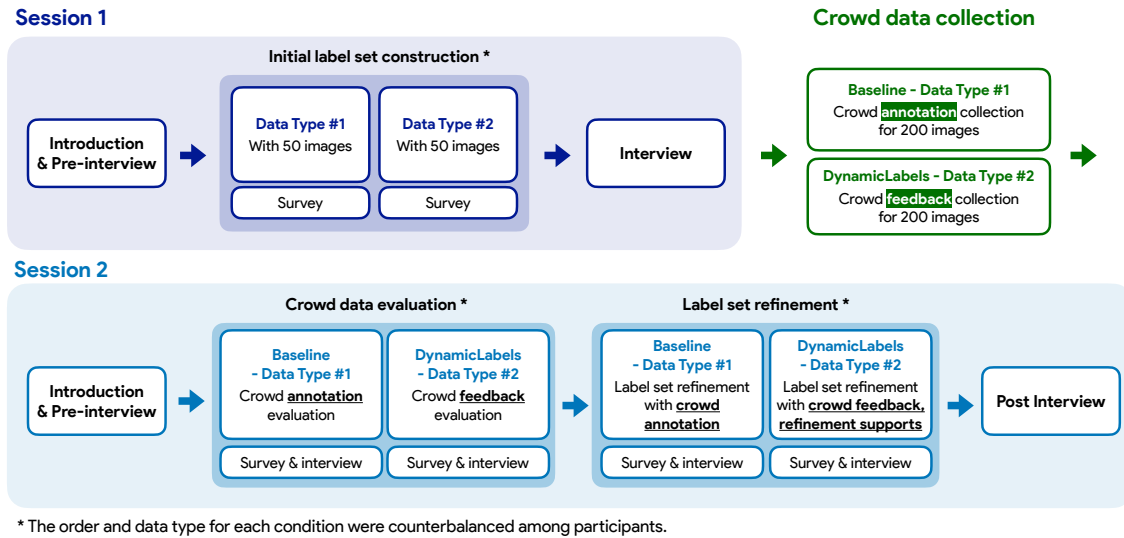 Session 1
Initial label set construction *
Introduction
& Pre-interview
Data Type #1
With 50 images
Survey
Data Type #2
With 50 images
Survey
Interview
Crowd data collection
Baseline - Data Type #1
Crowd annotation collection
for 200 images
DynamicLabels - Data Type #2
Crowd feedback collection
for 200 images
Session 2
Introduction
& Pre-interview
Crowd data evaluation *
Baseline
- Data Type #1
Crowd annotation
evaluation
Survey & interview
DynamicLabels
- Data Type #2
Crowd feedback
evaluation
Survey & interview
Label set refinement *
Baseline
- Data Type #1
Label set refinement
with crowd
annotation
Survey & interview
DynamicLabels
- Data Type #2
Label set refinement
with crowd feedback,
refinement supports
Survey & interview
Post Interview
* The order and data type for each condition were counterbalanced among participants.